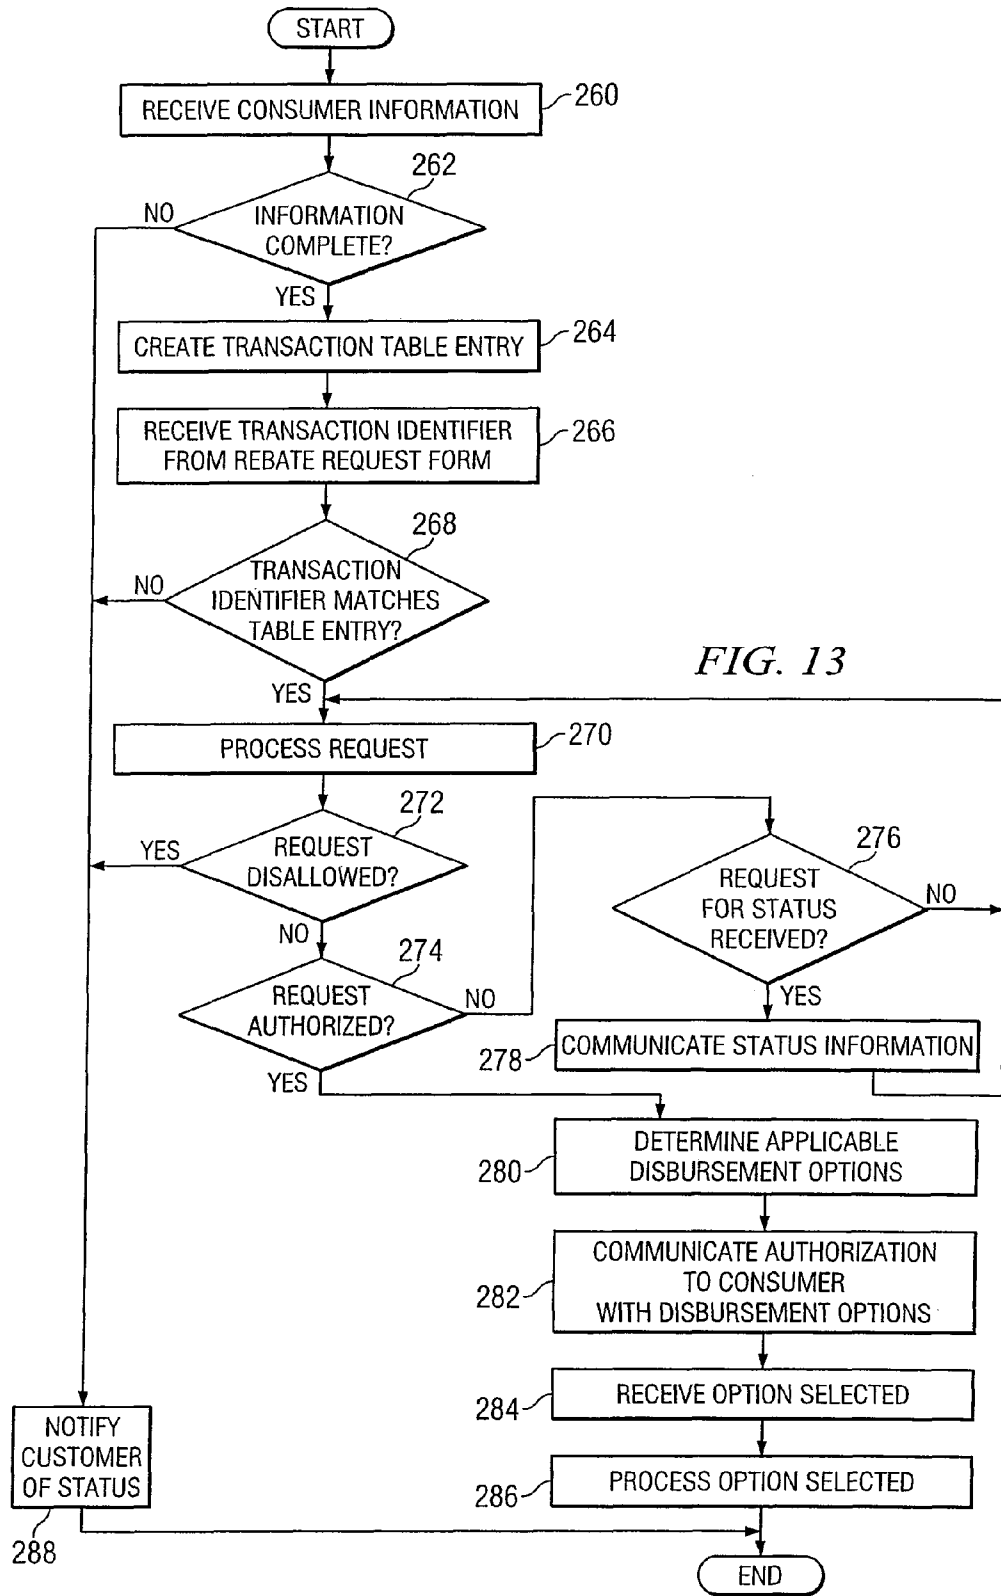 START
RECEIVE CONSUMER INFORMATION
260
262
NO
INFORMATION
COMPLETE?
YES
CREATE TRANSACTION TABLE ENTRY
264
RECEIVE TRANSACTION IDENTIFIER
FROM REBATE REQUEST FORM
266
268
NO
TRANSACTION
IDENTIFIER MATCHES
TABLE ENTRY?
FIG. 13
YES
PROCESS REQUEST
270
272
YES
REQUEST
DISALLOWED?
NO
276
REQUEST
FOR STATUS
RECEIVED?
NO
YES
274
REQUEST
AUTHORIZED?
NO
YES
278
COMMUNICATE STATUS INFORMATION
280
DETERMINE APPLICABLE
DISBURSEMENT OPTIONS
282
COMMUNICATE AUTHORIZATION
TO CONSUMER
WITH DISBURSEMENT OPTIONS
284
RECEIVE OPTION SELECTED
286
PROCESS OPTION SELECTED
NOTIFY
CUSTOMER
OF STATUS
288
END